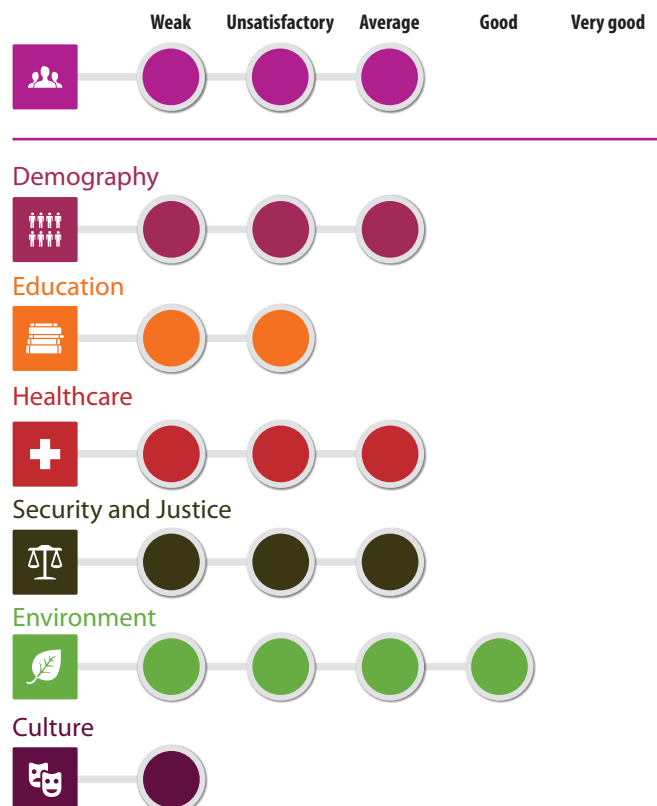 Weak Unsatisfactory Average Good Very good
Demography
Education
Healthcare
Security and Justice
Environment
Culture